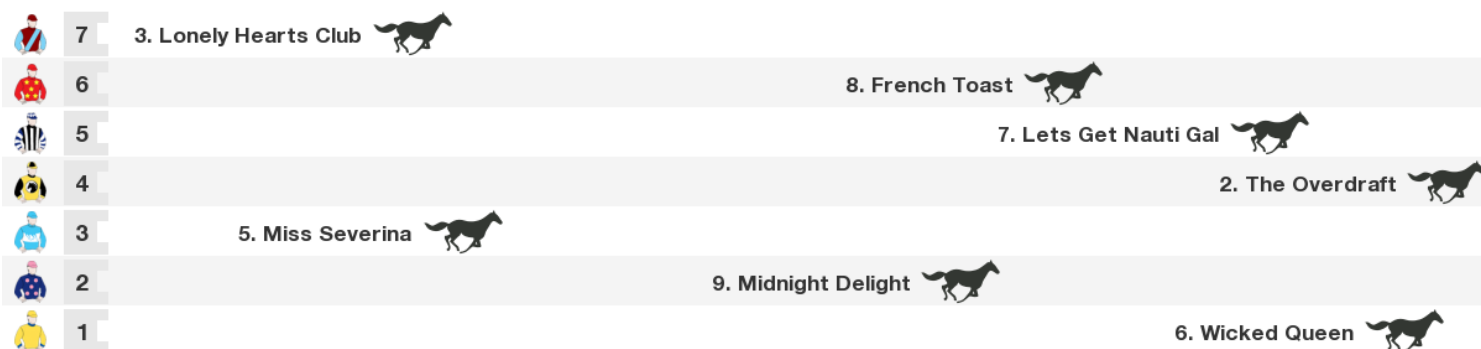 7 3. Lonely Hearts Club
6 8. French Toast
5 7. Lets Get Nauti Gal
4 2. The Overdraft
3 5. Miss Severina
2 9. Midnight Delight
1 6. Wicked Queen